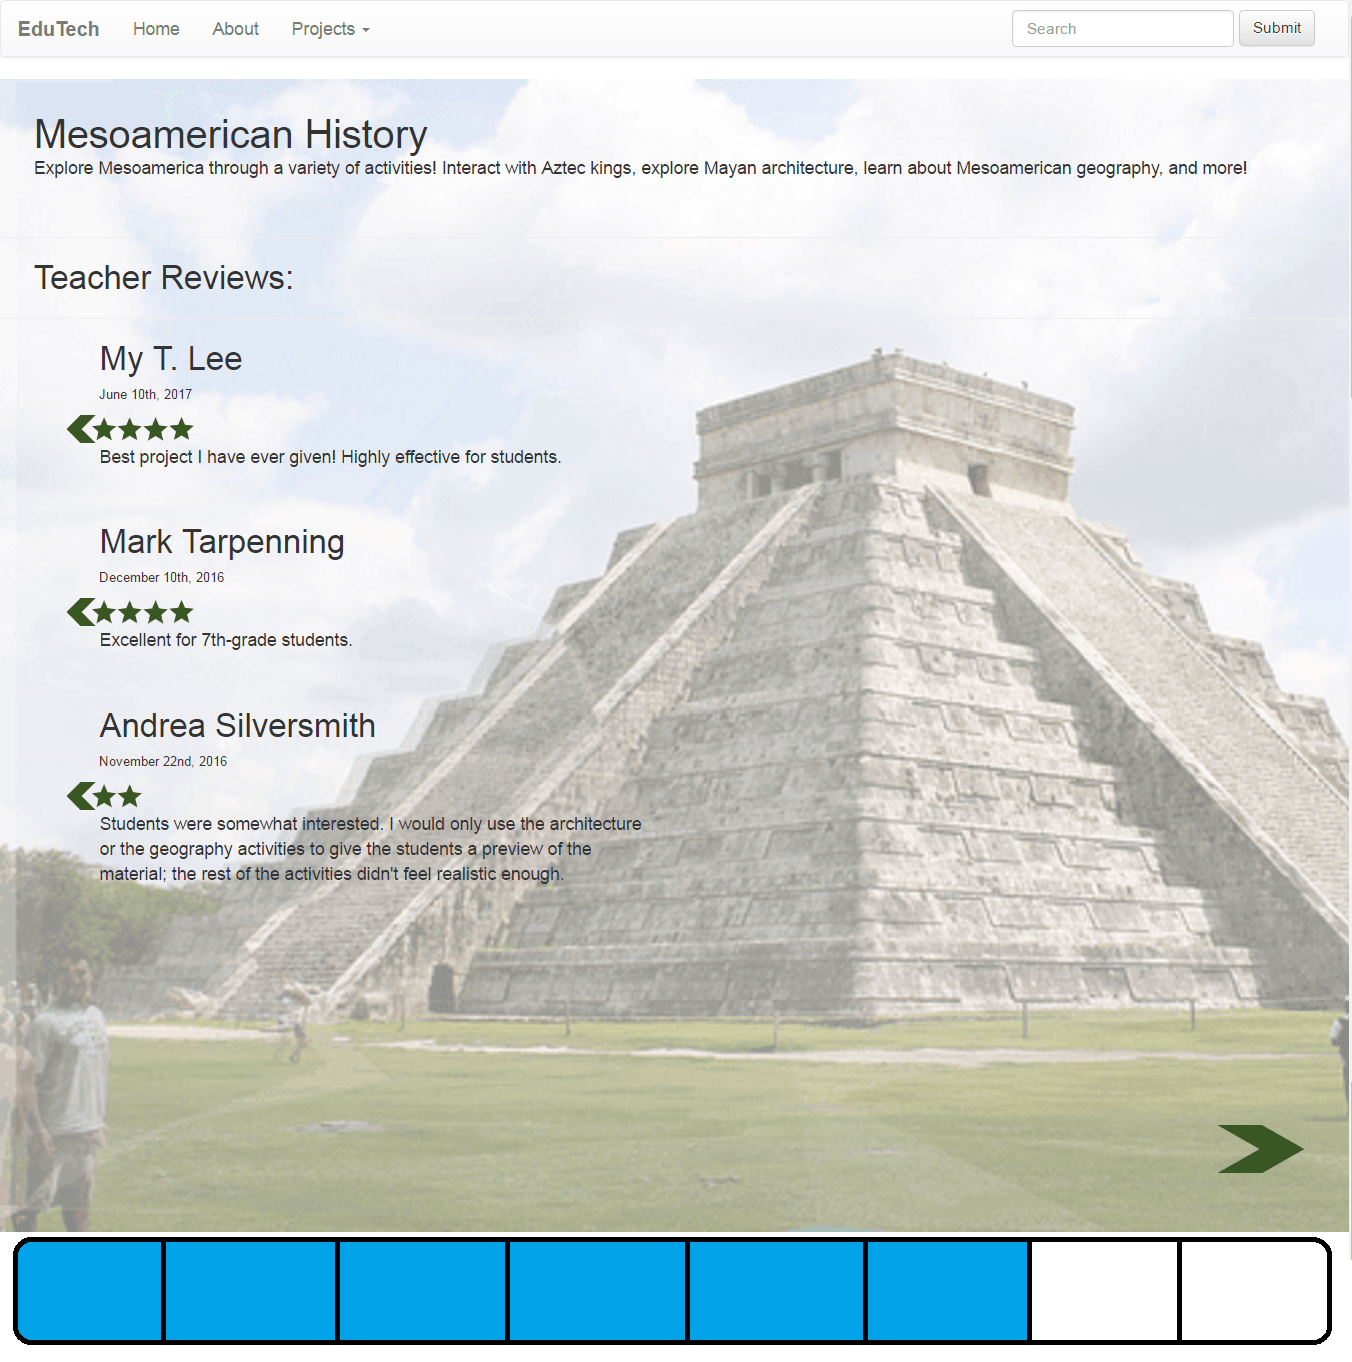 EduTech Home About Projects Search Submit
Mesoamerican History
Explore Mesoamerica through a variety of activities! Interact with Aztec kings, explore Mayan architecture, learn about Mesoamerican geography, and more!
Teacher Reviews:
My T. Lee
June 10th, 2017
Best project I have ever given! Highly effective for students.
Mark Tarpenning
December 10th, 2016
Excellent for 7th-grade students.
Andrea Silversmith
November 22nd, 2016
Students were somewhat interested. I would only use the architecture
or the geography activities to give the students a preview of the
material; the rest of the activities didn't feel realistic enough.